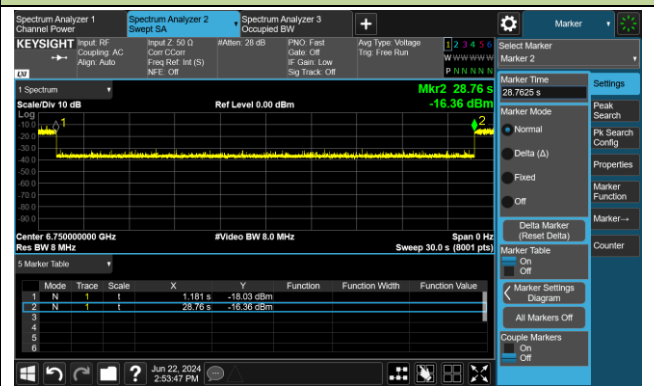 Spectrum Analyzer 1
Channel Power
Spectrum Analyzer 2
Swept SA
Spectrum Analyzer 3
Occupied BW
Marker
KEYSIGHT
Input: RF
Coupling: AC
Align: Auto
Input Z: 50 Ω
Corr CCorr
Freq Ref: Int (S)
NFE: Off
#Atten: 28 dB
PNO: Fast
Gate: Off
IF Gain: Low
Sig Track: Off
Avg Type: Voltage
Trig: Free Run
1 2 3 4 5 6
W W W W W W
P N N N N N
LXI
Select Marker
Marker 2
1 Spectrum
Mkr2 28.76 s
Scale/Div 10 dB
Ref Level 0.00 dBm
-16.36 dBm
Log
-10.0
-20.0
-30.0
-40.0
-50.0
-60.0
-70.0
-80.0
-90.0
1
2
Center 6.750000000 GHz
#Video BW 8.0 MHz
Span 0 Hz
Res BW 8 MHz
Sweep 30.0 s (8001 pts)
5 Marker Table
Mode Trace Scale X Y Function Function Width Function Value
1 N 1 t 1.181 s -18.03 dBm
2 N 1 t 28.76 s -16.36 dBm
3
4
5
6
Marker Time
28.7625 s
Marker Mode
Normal
Delta (Δ)
Fixed
Off
Delta Marker
(Reset Delta)
Marker Table
On
Off
Marker Settings
Diagram
All Markers Off
Couple Markers
On
Off
Settings
Peak
Search
Pk Search
Config
Properties
Marker
Function
Marker→
Counter
?
Jun 22, 2024
2:53:47 PM